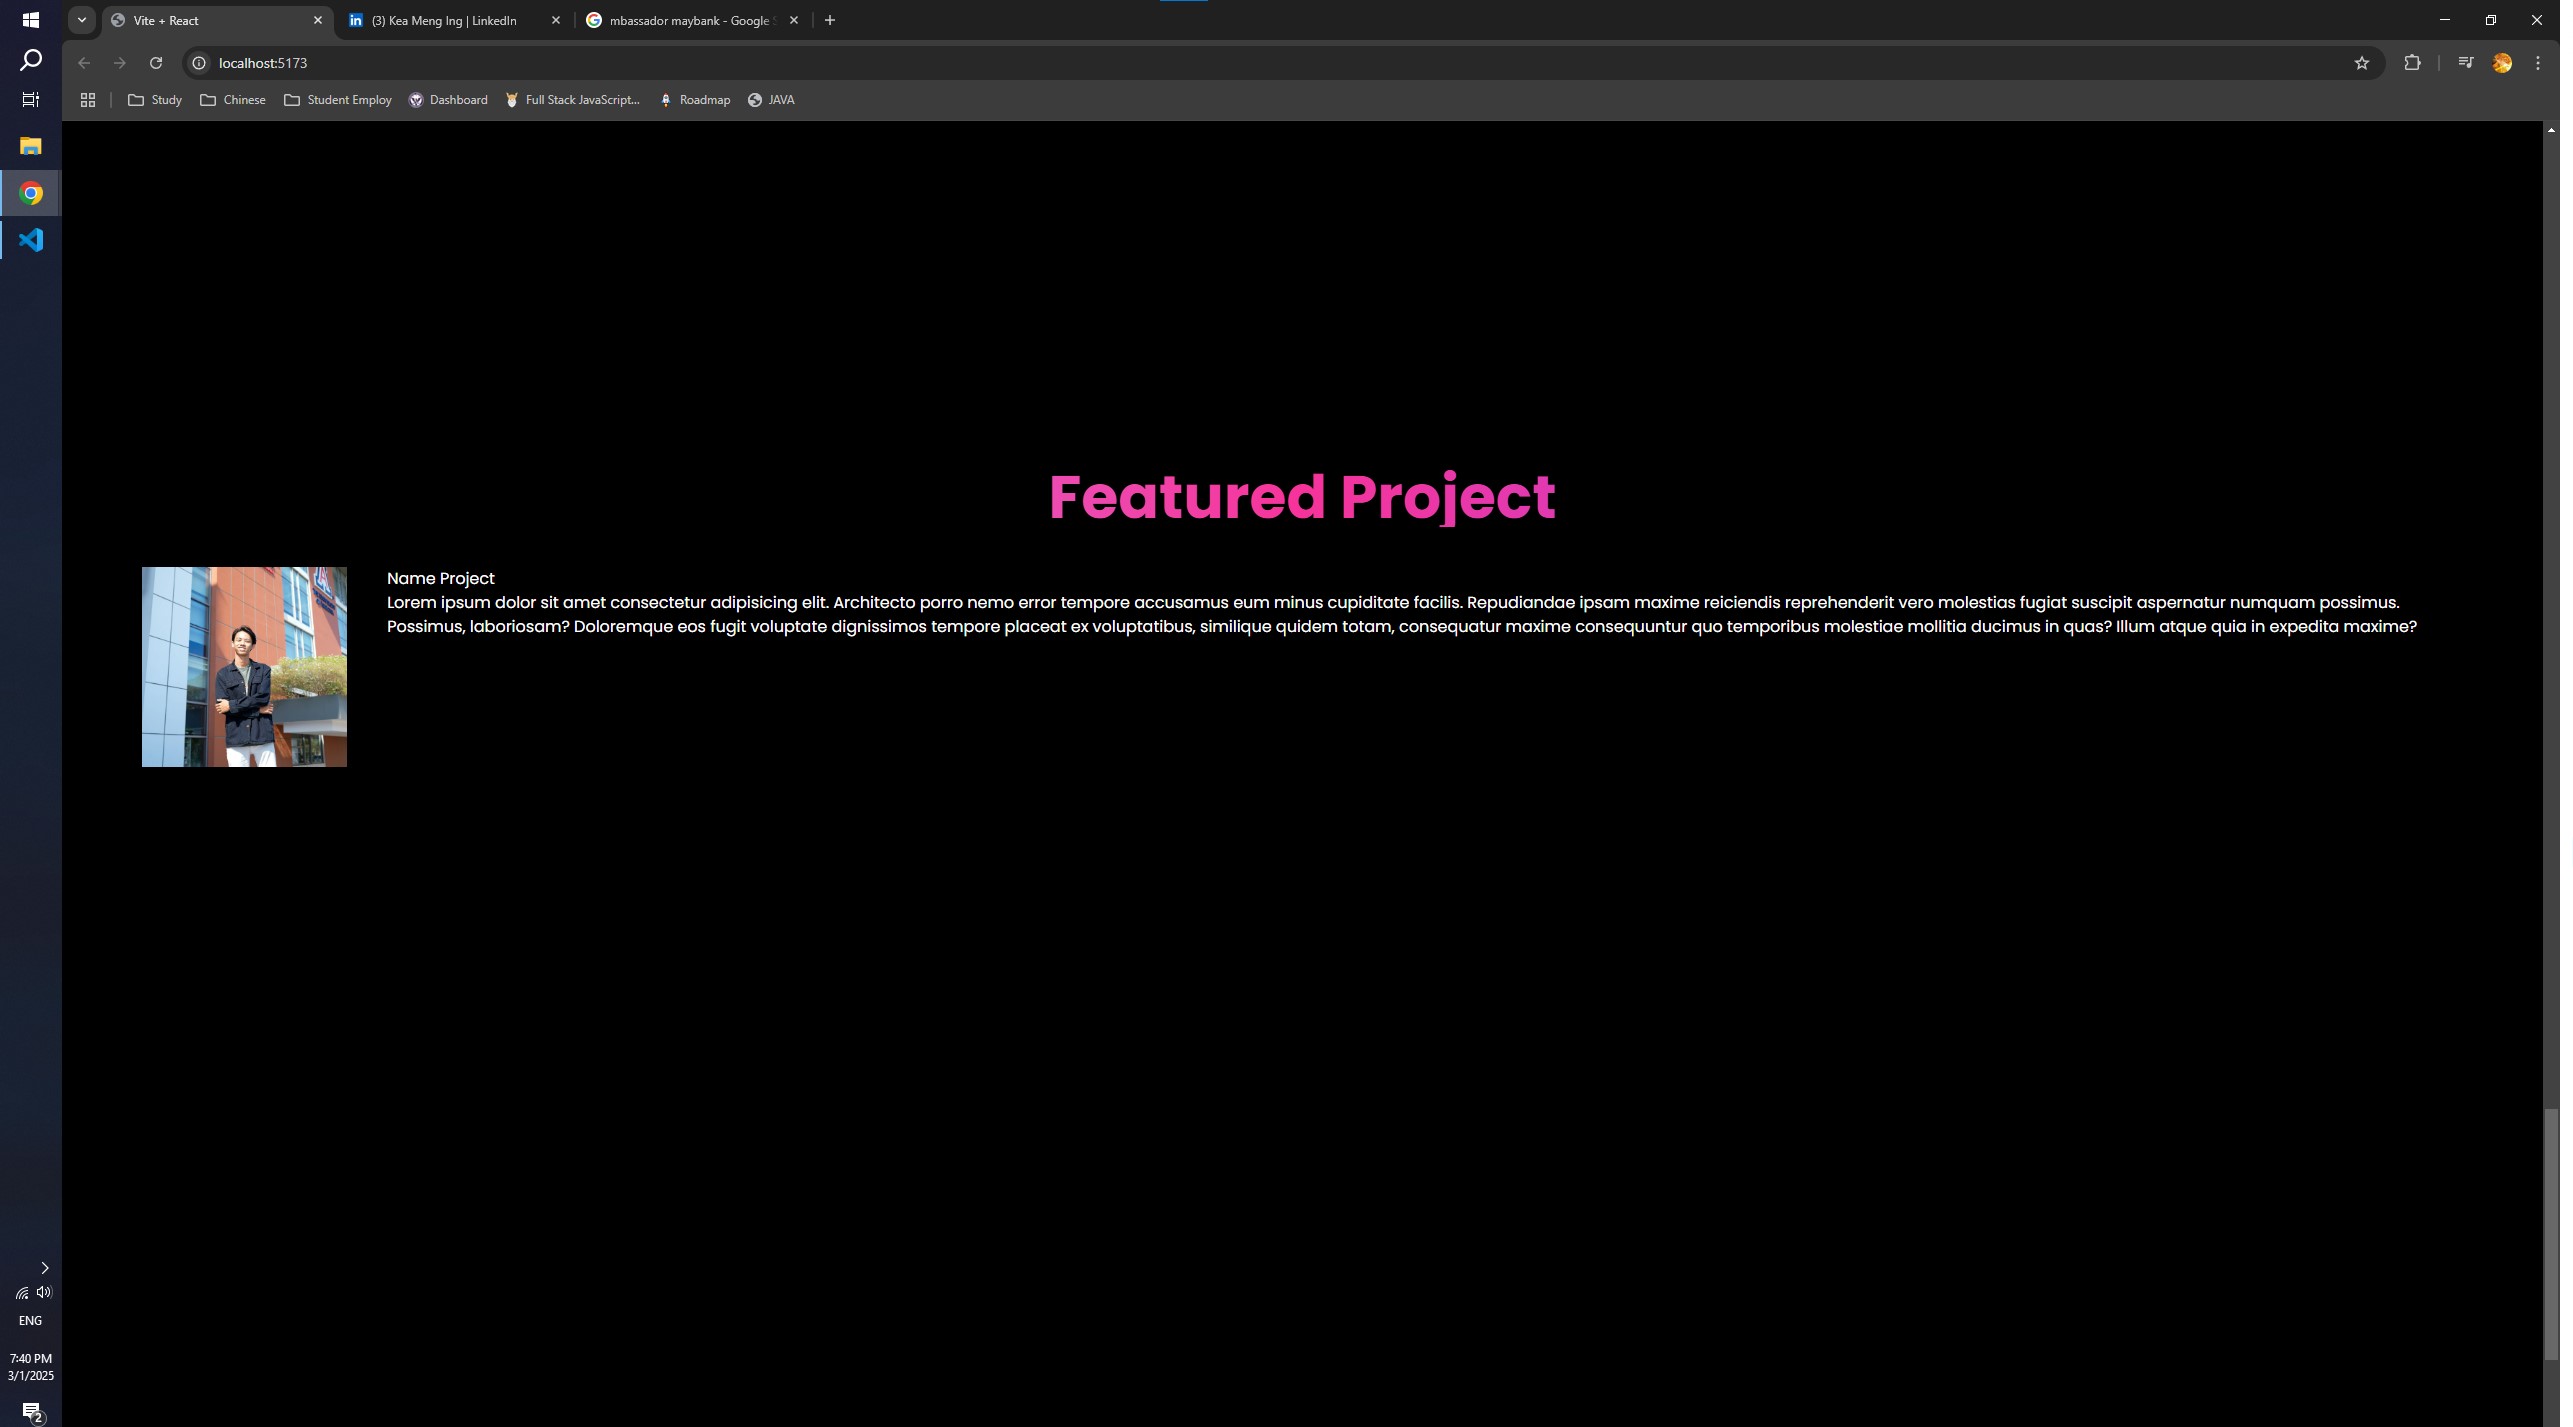 Vite + React
(3) Kea Meng Ing | LinkedIn
mbassador maybank - Google S
localhost:5173
Study
Chinese
Student Employ
Dashboard
Full Stack JavaScript...
Roadmap
JAVA
Featured Project
Name Project
Lorem ipsum dolor sit amet consectetur adipisicing elit. Architecto porro nemo error tempore accusamus eum minus cupiditate facilis. Repudiandae ipsam maxime reiciendis reprehenderit vero molestias fugiat suscipit aspernatur numquam possimus.
Possimus, laboriosam? Doloremque eos fugit voluptate dignissimos tempore placeat ex voluptatibus, similique quidem totam, consequatur maxime consequuntur quo temporibus molestiae mollitia ducimus in quas? Illum atque quia in expedita maxime?
ENG
7:40 PM
3/1/2025
2